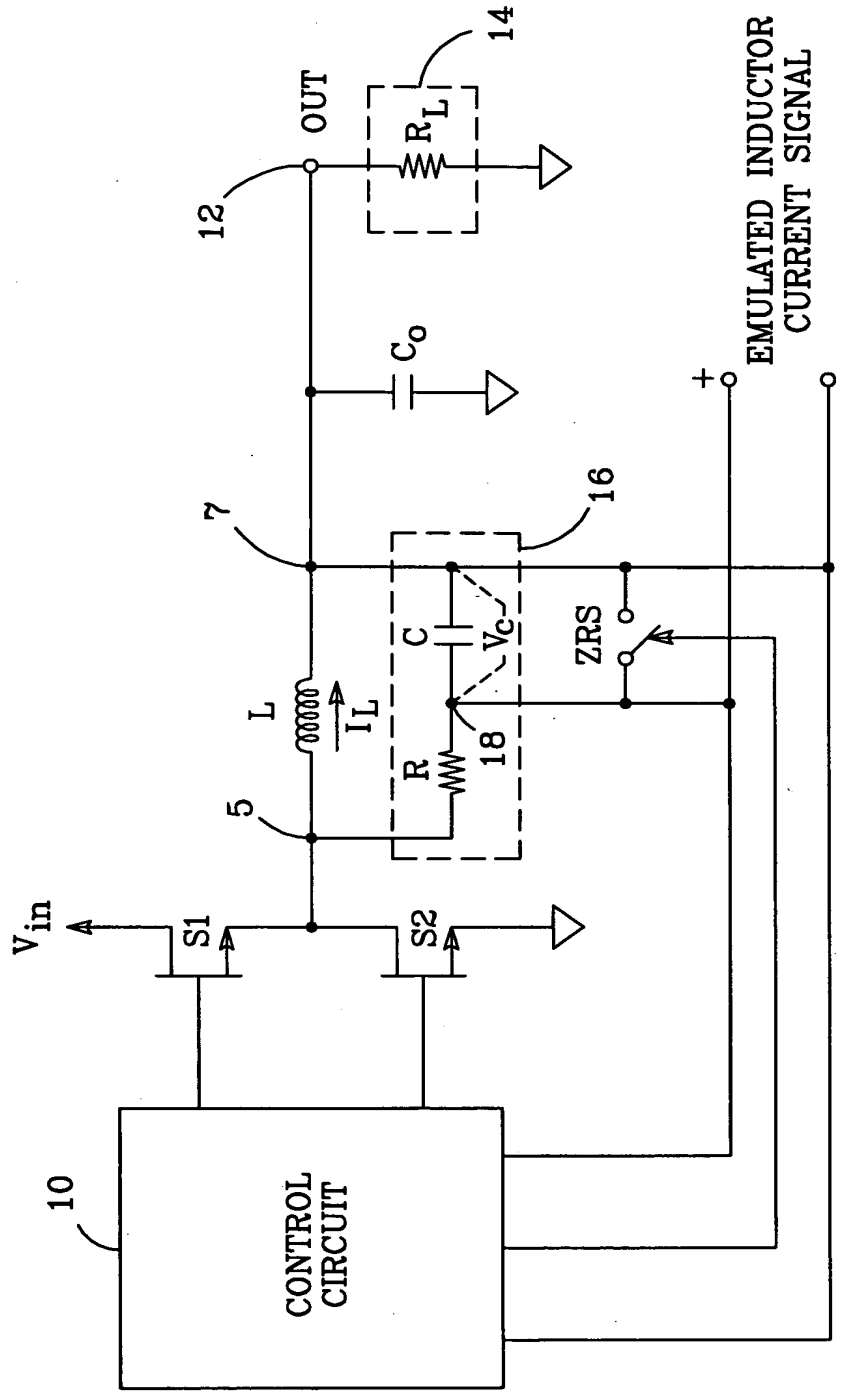 V_in
10
CONTROL
CIRCUIT
S1
S2
5
L
I_L
7
R
18
C
V_C
16
ZRS
C_O
12
OUT
R_L
14
+
EMULATED INDUCTOR
CURRENT SIGNAL